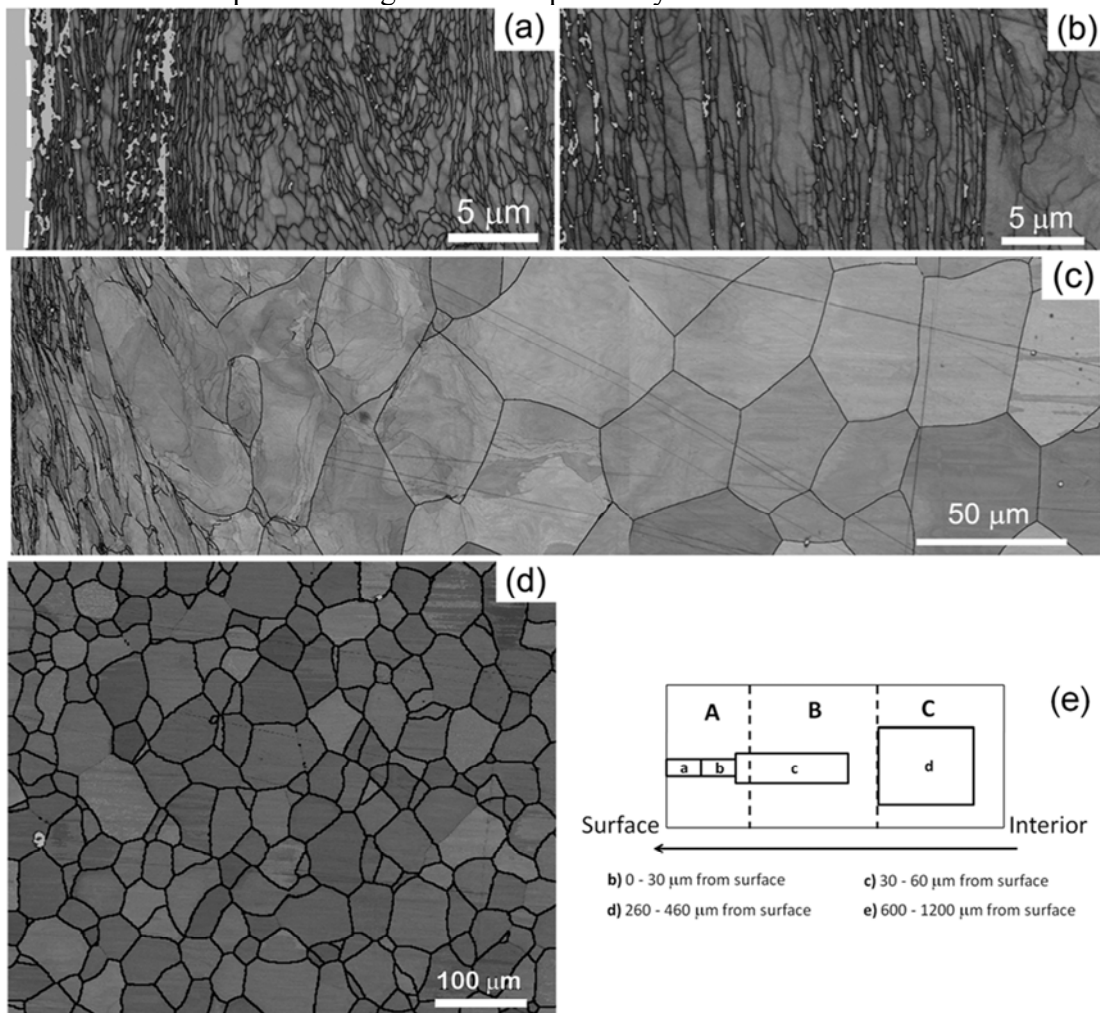 (a)
(b)
5 μm
5 μm
(c)
50 μm
(d)
100 μm
(e)
A B C
a b c d
Surface Interior
b) 0 - 30 μm from surface c) 30 - 60 μm from surface
d) 260 - 460 μm from surface e) 600 - 1200 μm from surface